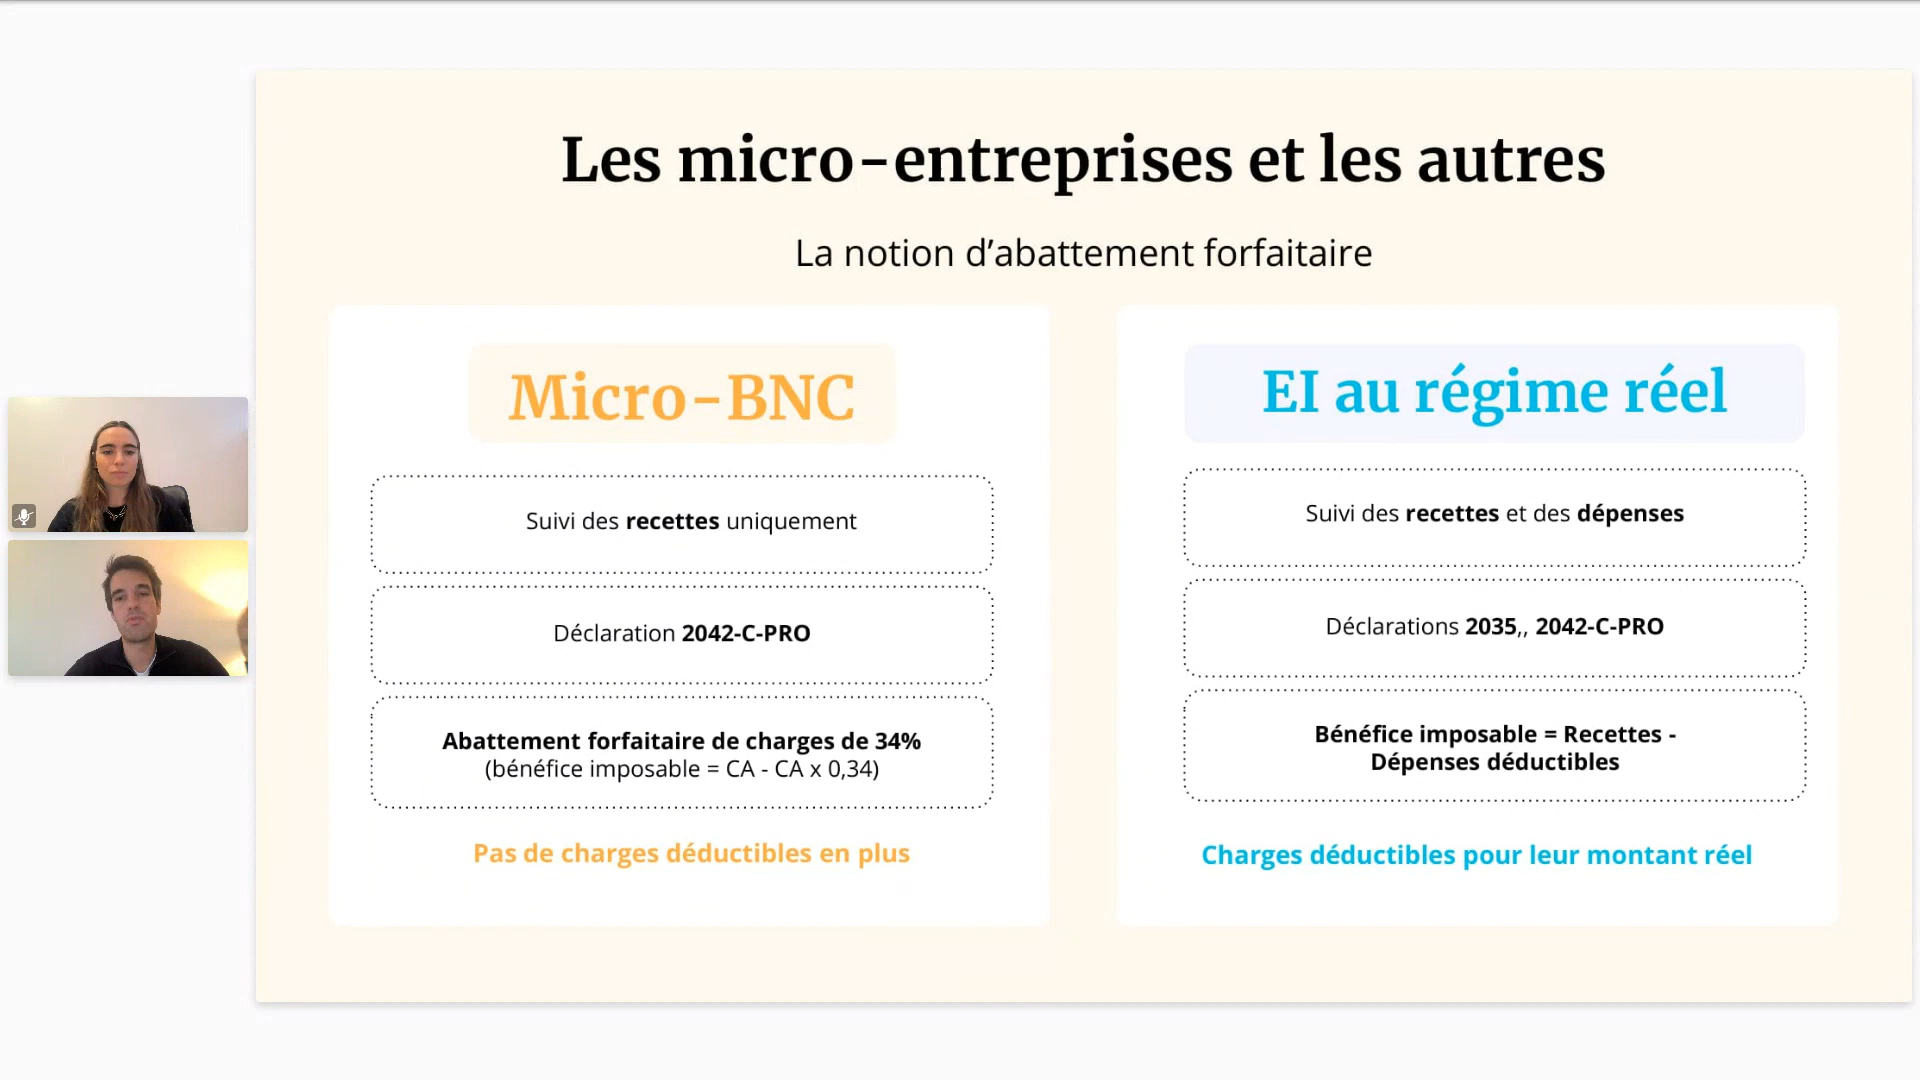 Les micro-entreprises et les autres
La notion d’abattement forfaitaire
Micro-BNC
Suivi des recettes uniquement
Déclaration 2042-C-PRO
Abattement forfaitaire de charges de 34%
(bénéfice imposable = CA - CA x 0,34)
Pas de charges déductibles en plus
EI au régime réel
Suivi des recettes et des dépenses
Déclarations 2035,, 2042-C-PRO
Bénéfice imposable = Recettes -
Dépenses déductibles
Charges déductibles pour leur montant réel